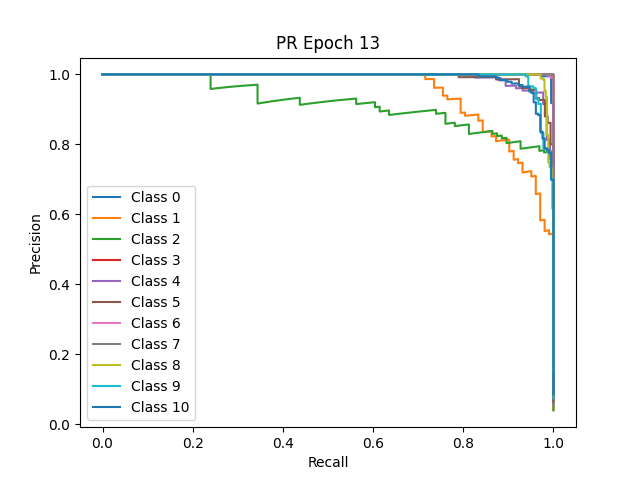 PR Epoch 13
Precision
1.0
0.8
0.6
0.4
0.2
0.0
Class 0
Class 1
Class 2
Class 3
Class 4
Class 5
Class 6
Class 7
Class 8
Class 9
Class 10
0.0 0.2 0.4 0.6 0.8 1.0
Recall